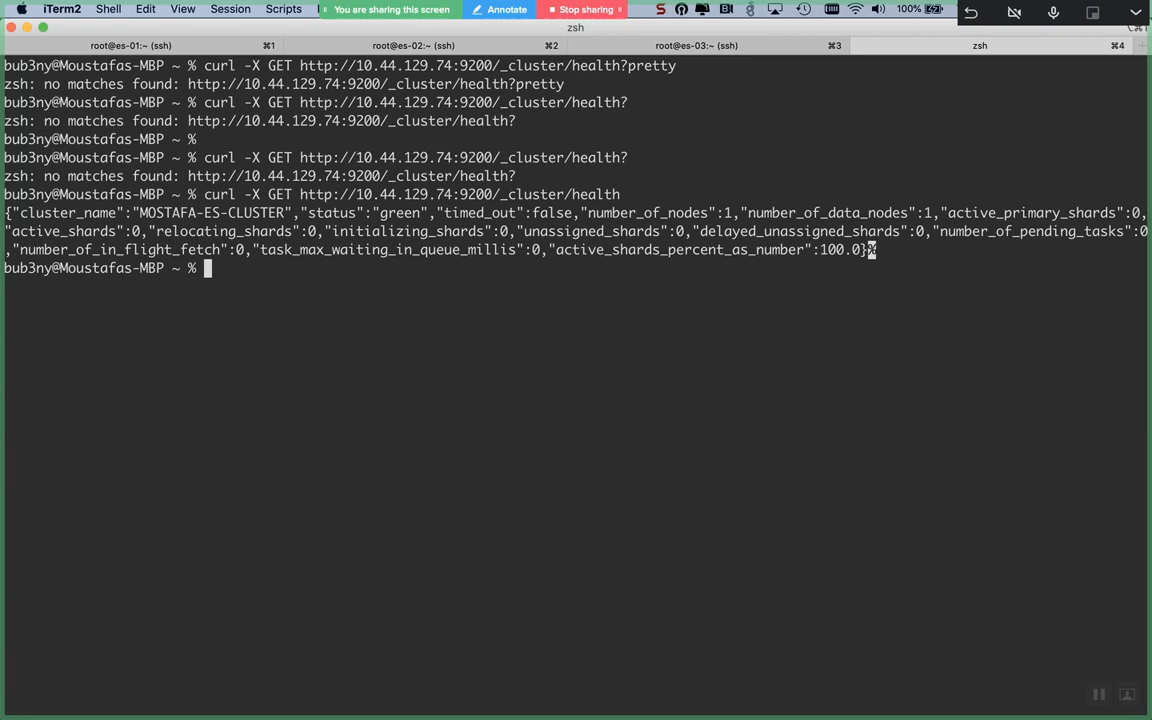 iTerm2 Shell Edit View Session Scripts You are sharing this screen Annotate Stop sharing 100%
zsh
root@es-01:~ (ssh) ⌘1 root@es-02:~ (ssh) ⌘2 root@es-03:~ (ssh) ⌘3 zsh ⌘4
bub3ny@Moustafas-MBP ~ % curl -X GET http://10.44.129.74:9200/_cluster/health?pretty
zsh: no matches found: http://10.44.129.74:9200/_cluster/health?pretty
bub3ny@Moustafas-MBP ~ % curl -X GET http://10.44.129.74:9200/_cluster/health?
zsh: no matches found: http://10.44.129.74:9200/_cluster/health?
bub3ny@Moustafas-MBP ~ %
bub3ny@Moustafas-MBP ~ % curl -X GET http://10.44.129.74:9200/_cluster/health?
zsh: no matches found: http://10.44.129.74:9200/_cluster/health?
bub3ny@Moustafas-MBP ~ % curl -X GET http://10.44.129.74:9200/_cluster/health
{"cluster_name":"MOSTAFA-ES-CLUSTER","status":"green","timed_out":false,"number_of_nodes":1,"number_of_data_nodes":1,"active_primary_shards":0,
"active_shards":0,"relocating_shards":0,"initializing_shards":0,"unassigned_shards":0,"delayed_unassigned_shards":0,"number_of_pending_tasks":0
,"number_of_in_flight_fetch":0,"task_max_waiting_in_queue_millis":0,"active_shards_percent_as_number":100.0}%
bub3ny@Moustafas-MBP ~ %